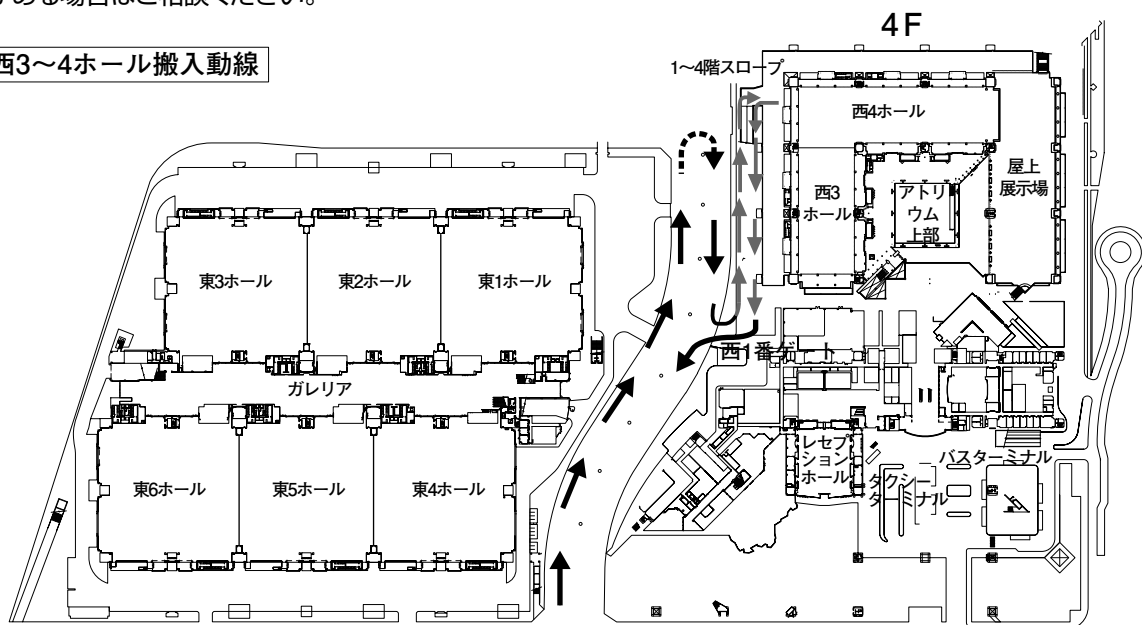 ある場合はご相談ください。
4F
西3～4ホール搬入動線
1～4階スロープ
西4ホール
屋上
展示場
西3
ホール
アトリ
ウム
上部
東3ホール
東2ホール
東1ホール
西1番ゲート
ガレリア
レセプ
ション
ホール
バスターミナル
タクシー
ターミナル
東6ホール
東5ホール
東4ホール